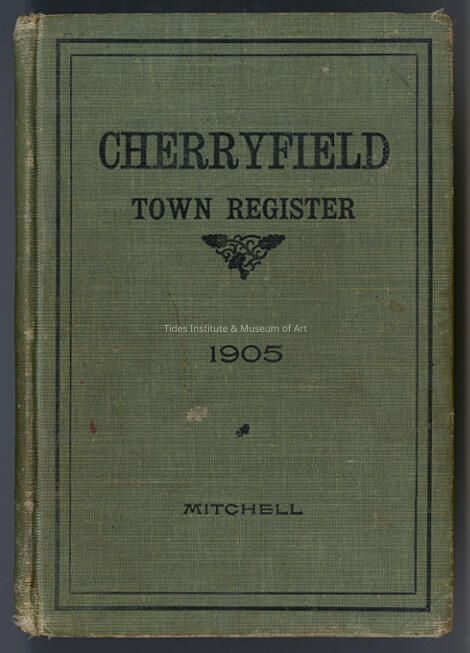 CHERRYFIELD
TOWN REGISTER
Tides Institute & Museum of Art
1905
MITCHELL